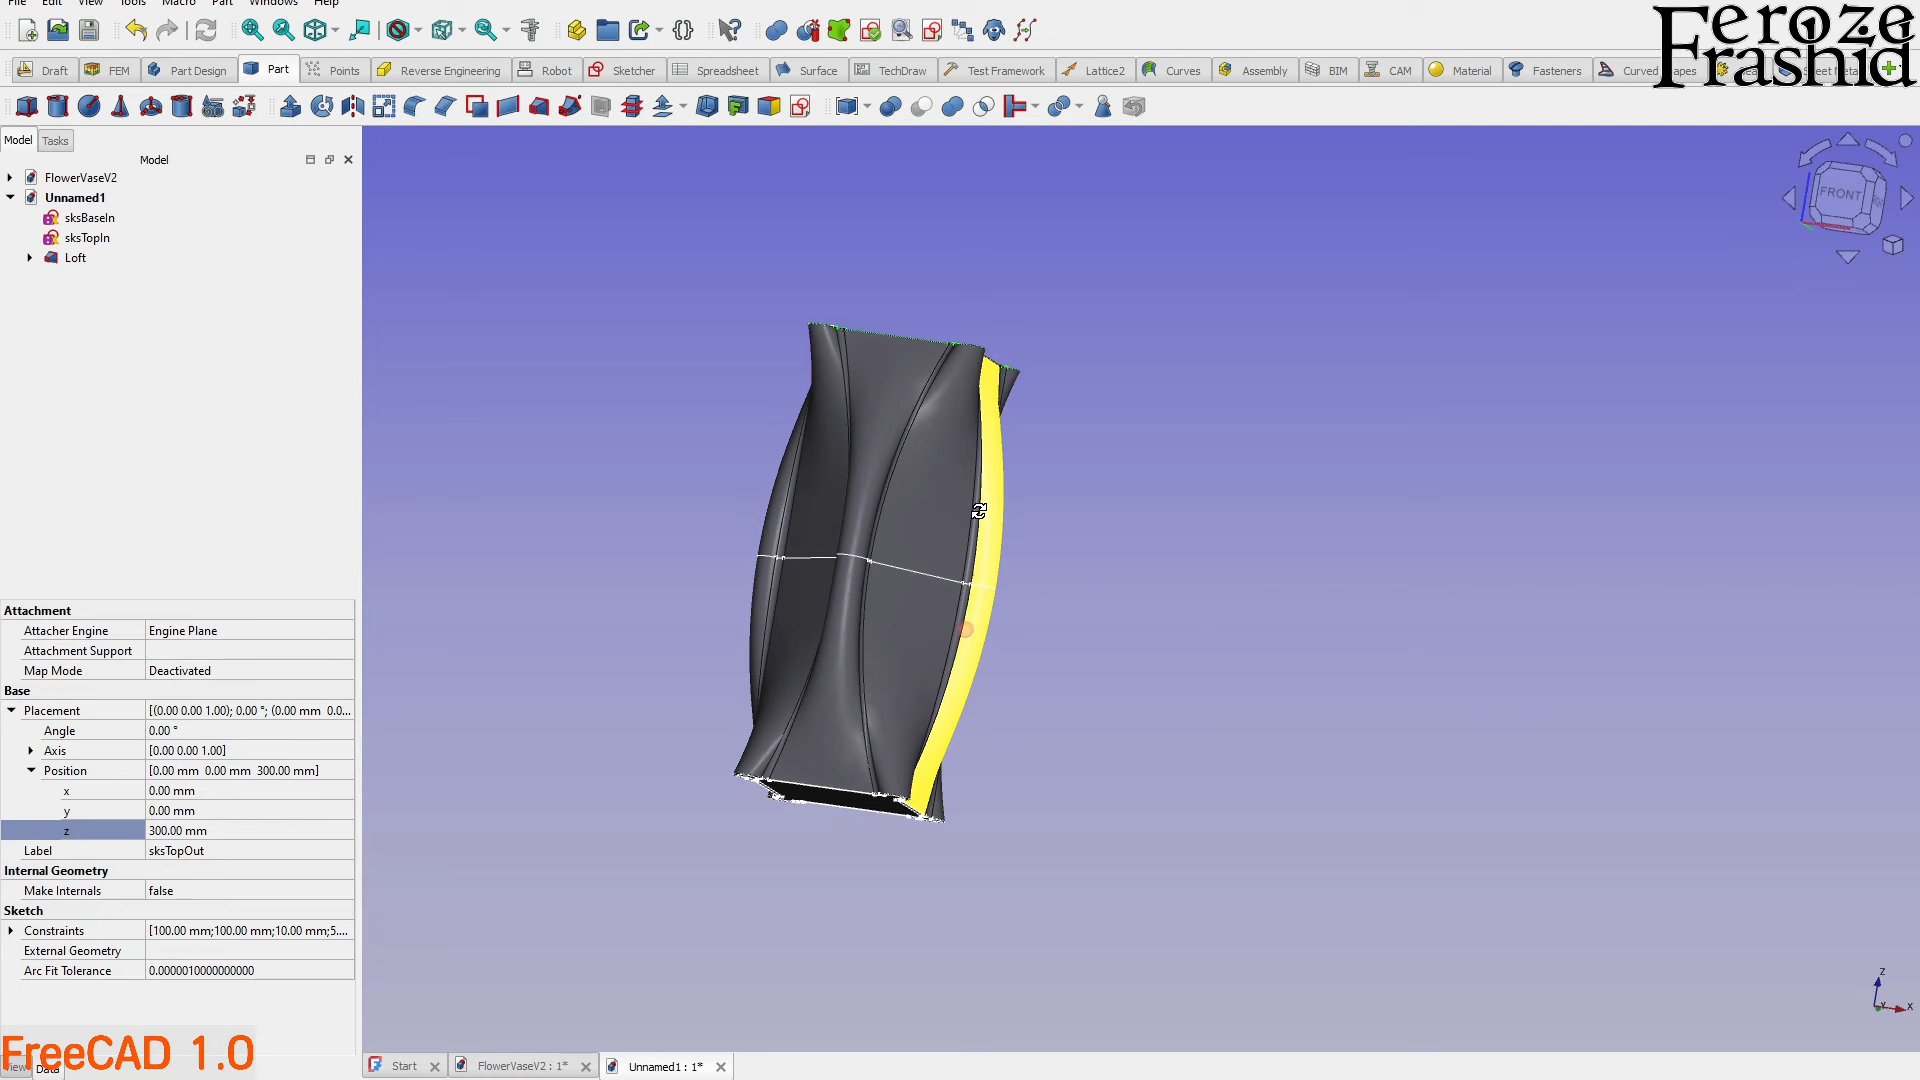 File Edit View Tools Macro Part Windows Help
Feroze
Frashid
Draft FEM Part Design Part Points Reverse Engineering Robot Sketcher Spreadsheet Surface TechDraw Test Framework Lattice2 Curves Assembly BIM CAM Material Fasteners
Model Tasks
Model
FlowerVaseV2
Unnamed1
sksBaseIn
sksTopIn
Loft
FRONT
Attachment
Attacher Engine Engine Plane
Attachment Support
Map Mode Deactivated
Base
Placement [(0.00 0.00 1.00); 0.00 °; (0.00 mm 0.0...
Angle 0.00 °
Axis [0.00 0.00 1.00]
Position [0.00 mm 0.00 mm 300.00 mm]
x 0.00 mm
y 0.00 mm
z 300.00 mm
Label sksTopOut
Internal Geometry
Make Internals false
Sketch
Constraints [100.00 mm;100.00 mm;10.00 mm;5....
External Geometry
Arc Fit Tolerance 0.0000010000000000
Z
Y
X
FreeCAD 1.0
View Data
Start FlowerVaseV2 : 1* Unnamed1 : 1*